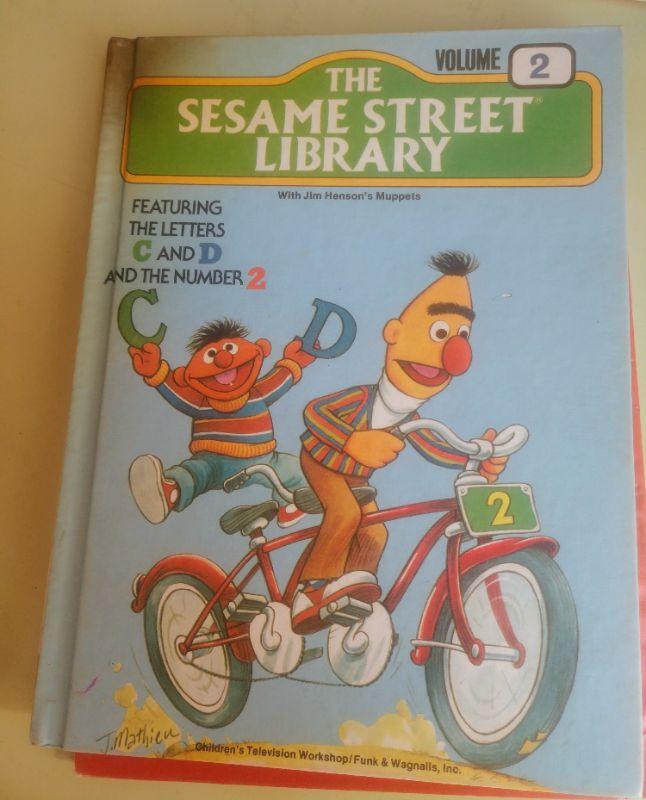 VOLUME 2
THE
SESAME STREET®
LIBRARY
With Jim Henson's Muppets
FEATURING
THE LETTERS
C AND D
AND THE NUMBER 2
C D
2
J. Mathieu
Children's Television Workshop/Funk & Wagnalls, Inc.